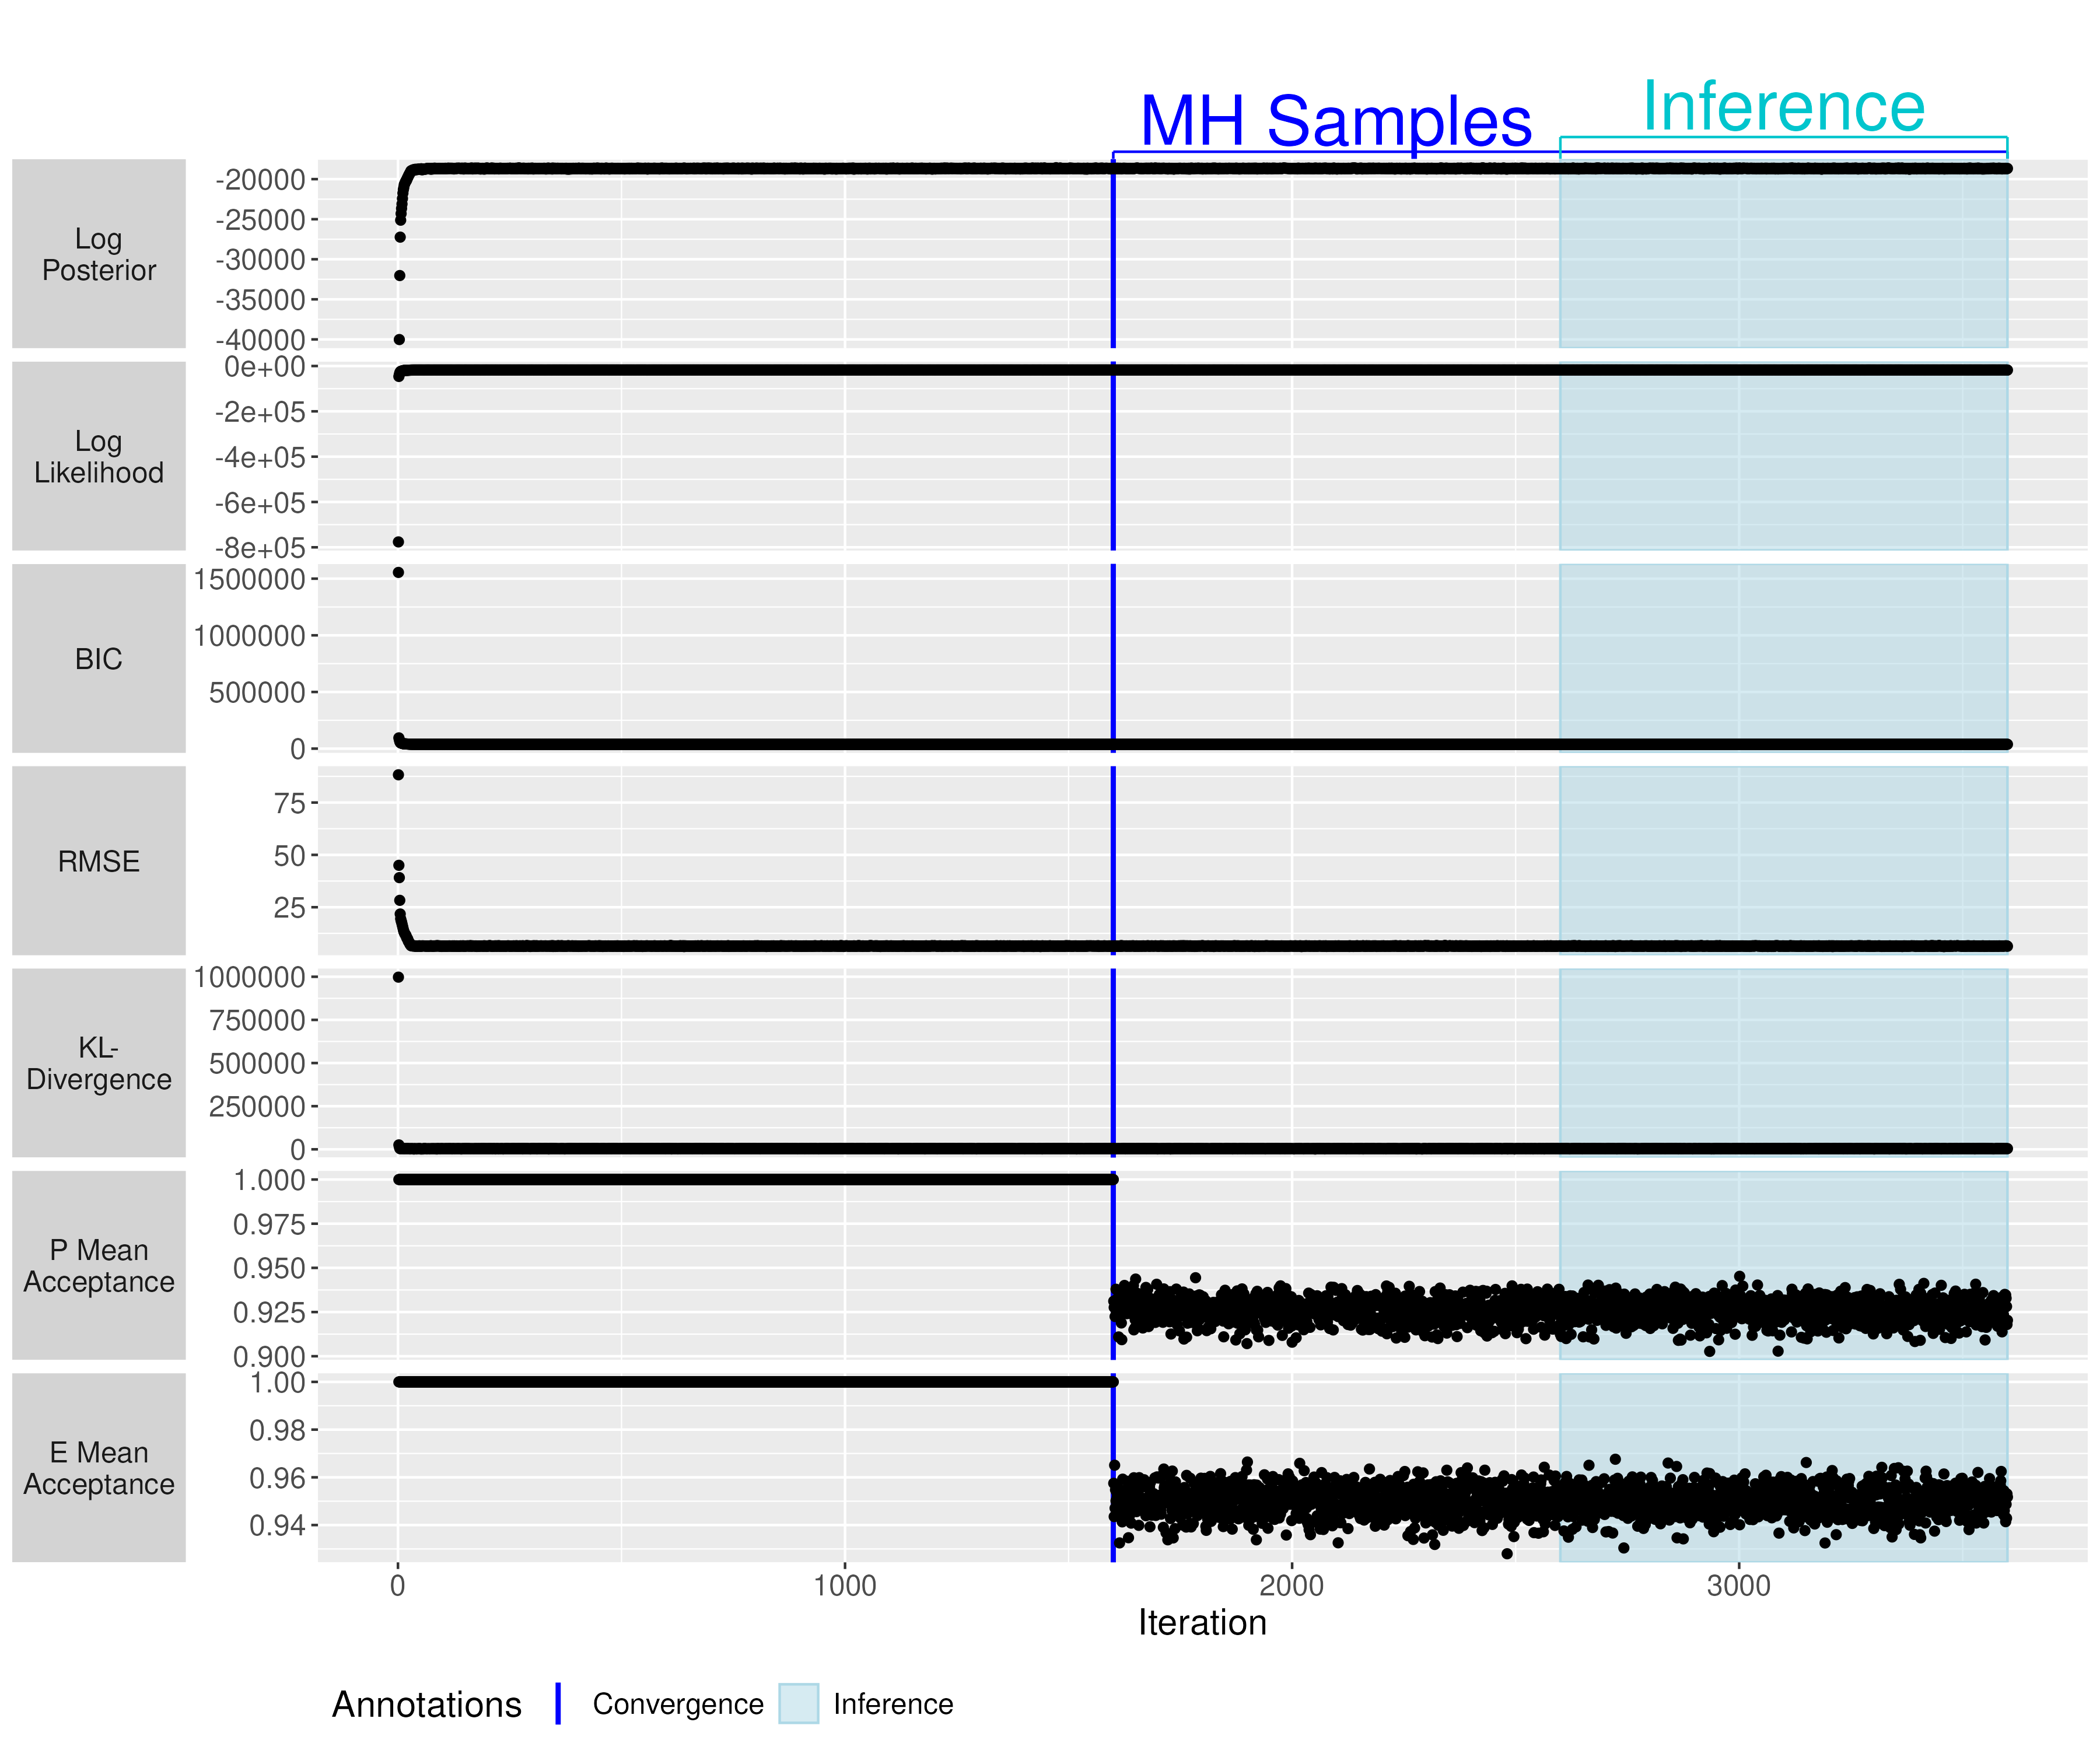 MH Samples
Inference
Log
Posterior
-20000
-25000
-30000
-35000
-40000
Log
Likelihood
0e+00
-2e+05
-4e+05
-6e+05
-8e+05
BIC
1500000
1000000
500000
0
RMSE
75
50
25
KL-
Divergence
1000000
750000
500000
250000
0
P Mean
Acceptance
1.000
0.975
0.950
0.925
0.900
E Mean
Acceptance
1.00
0.98
0.96
0.94
0 1000 2000 3000
Iteration
Annotations Convergence Inference